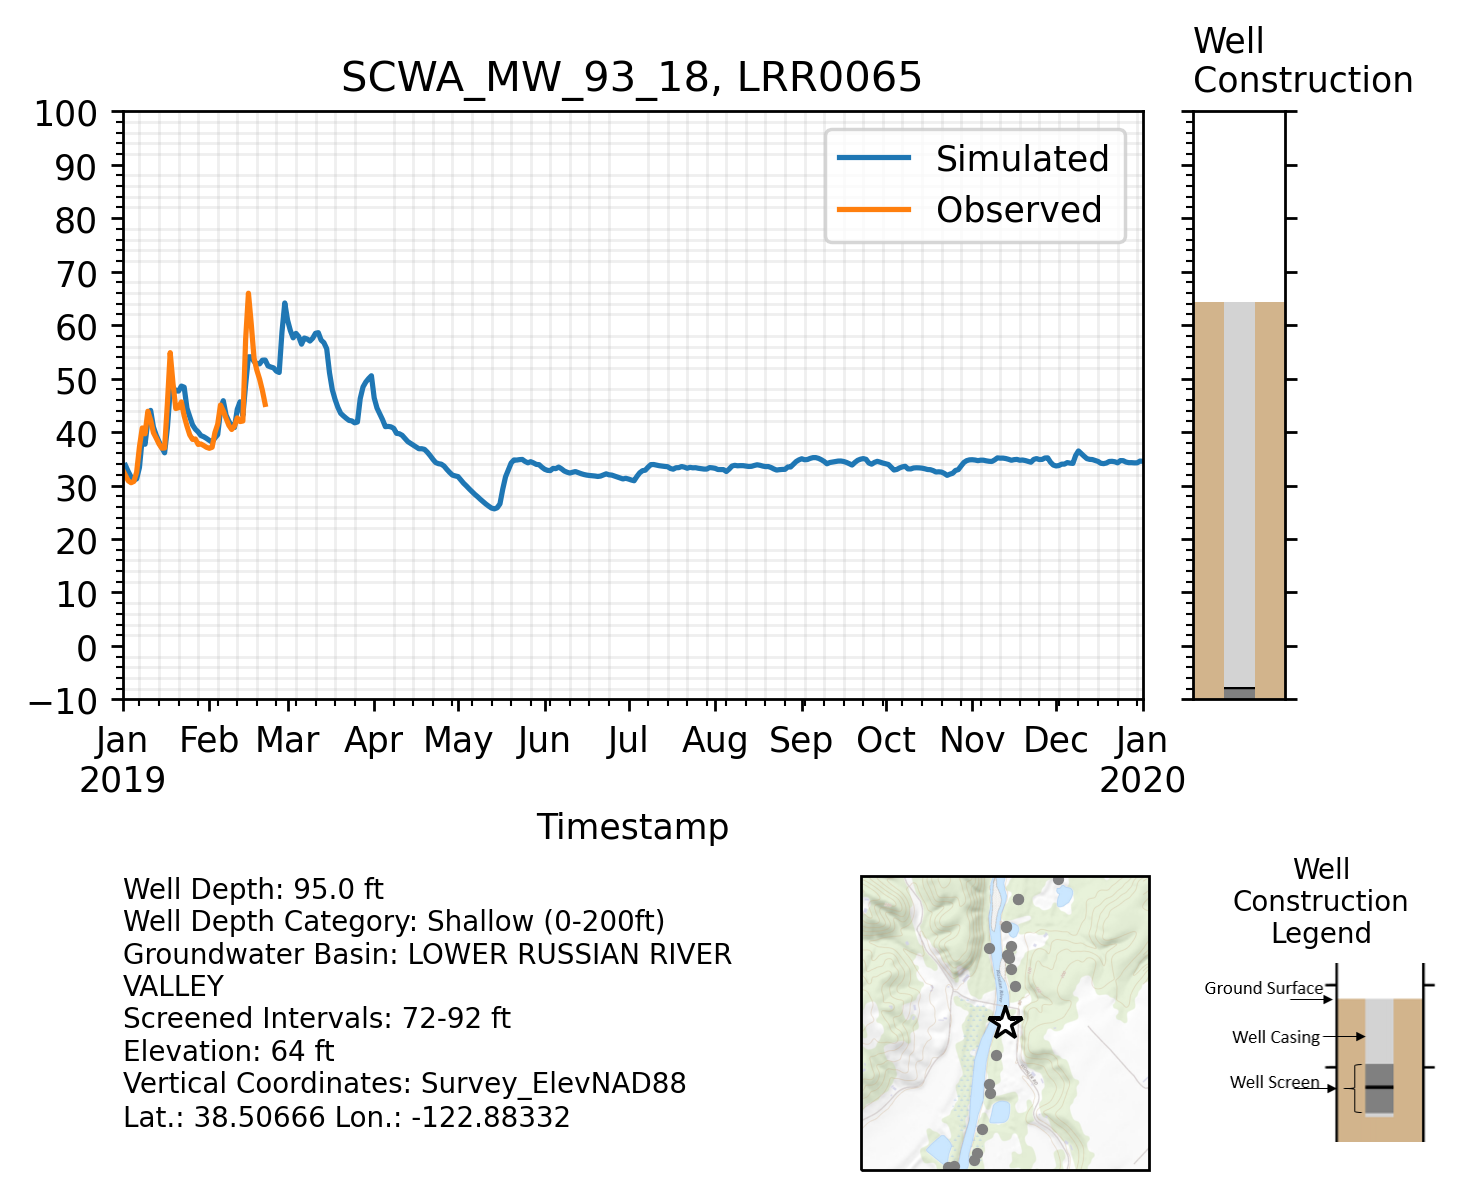 Well
Construction
SCWA_MW_93_18, LRR0065
100
90
80
70
60
50
40
30
20
10
0
−10
Simulated
Observed
Jan Feb Mar Apr May Jun Jul Aug Sep Oct Nov Dec Jan
2019 2020
Timestamp
Well Depth: 95.0 ft
Well Depth Category: Shallow (0-200ft)
Groundwater Basin: LOWER RUSSIAN RIVER
VALLEY
Screened Intervals: 72-92 ft
Elevation: 64 ft
Vertical Coordinates: Survey_ElevNAD88
Lat.: 38.50666 Lon.: -122.88332
Well
Construction
Legend
Ground Surface
Well Casing
Well Screen